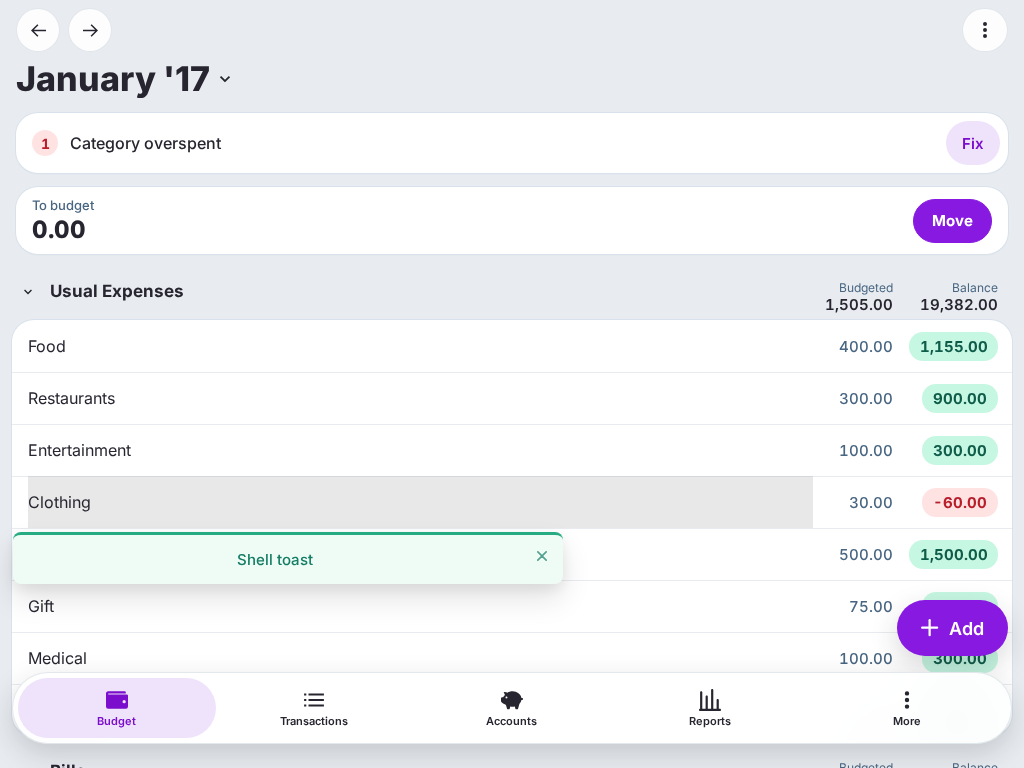 January '17
1 Category overspent Fix
To budget
0.00 Move
Usual Expenses Budgeted Balance
1,505.00 19,382.00
Food 400.00 1,155.00
Restaurants 300.00 900.00
Entertainment 100.00 300.00
Clothing 30.00 -60.00
500.00 1,500.00
Shell toast
Gift 75.00
Add
Medical 100.00 300.00
Budget Transactions Accounts Reports More
Budgeted Balance